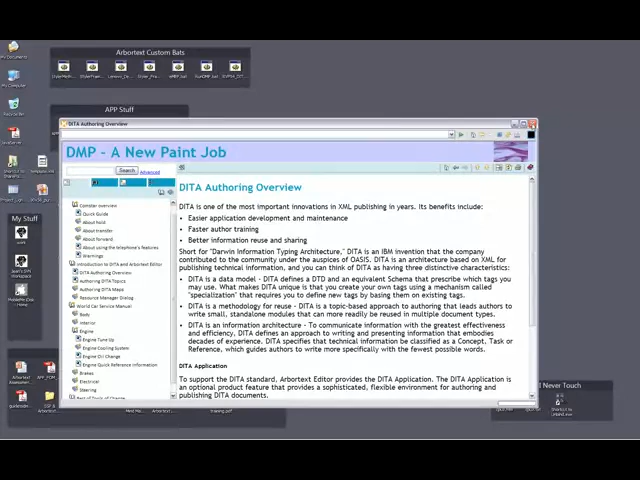 Arbortext Custom Bats
My Documents
My Computer
Recycle Bin
APP Stuff
DITA Authoring Overview
DMP - A New Paint Job
Search
Advanced
Comstar overview
Quick Guide
About hold
About transfer
About forward
About using the telephone's features
Warnings
Introduction to DITA and Arbortext Editor
DITA Authoring Overview
Authoring DITA Topics
Authoring DITA Maps
Resource Manager Dialog
World Car Service Manual
Body
Interior
Engine
Engine Tune Up
Engine Cooling System
Engine Oil Change
Engine Quick Reference Information
Brakes
Electrical
Steering
DITA Authoring Overview
DITA is one of the most important innovations in XML publishing in years. Its benefits include:
• Easier application development and maintenance
• Faster author training
• Better information reuse and sharing
Short for "Darwin Information Typing Architecture," DITA is an IBM invention that the company
contributed to the community under the auspices of OASIS. DITA is an architecture based on XML for
publishing technical information, and you can think of DITA as having three distinctive characteristics:
• DITA is a data model - DITA defines a DTD and an equivalent Schema that prescribe which tags you
may use. What makes DITA unique is that you create your own tags using a mechanism called
"specialization" that requires you to define new tags by basing them on existing tags.
• DITA is a methodology for reuse - DITA is a topic-based approach to authoring that leads authors to
write small, standalone modules that can more readily be reused in multiple document types.
• DITA is an information architecture - To communicate information with the greatest effectiveness
and efficiency, DITA defines an approach to writing and presenting information that embodies
decades of experience. DITA specifies that technical information be classified as a Concept, Task or
Reference, which guides authors to write more specifically with the fewest possible words.
DITA Application
To support the DITA standard, Arbortext Editor provides the DITA Application. The DITA Application is
an optional product feature that provides a sophisticated, flexible environment for authoring and
publishing DITA documents.
My Stuff
I Never Touch
training.pdf